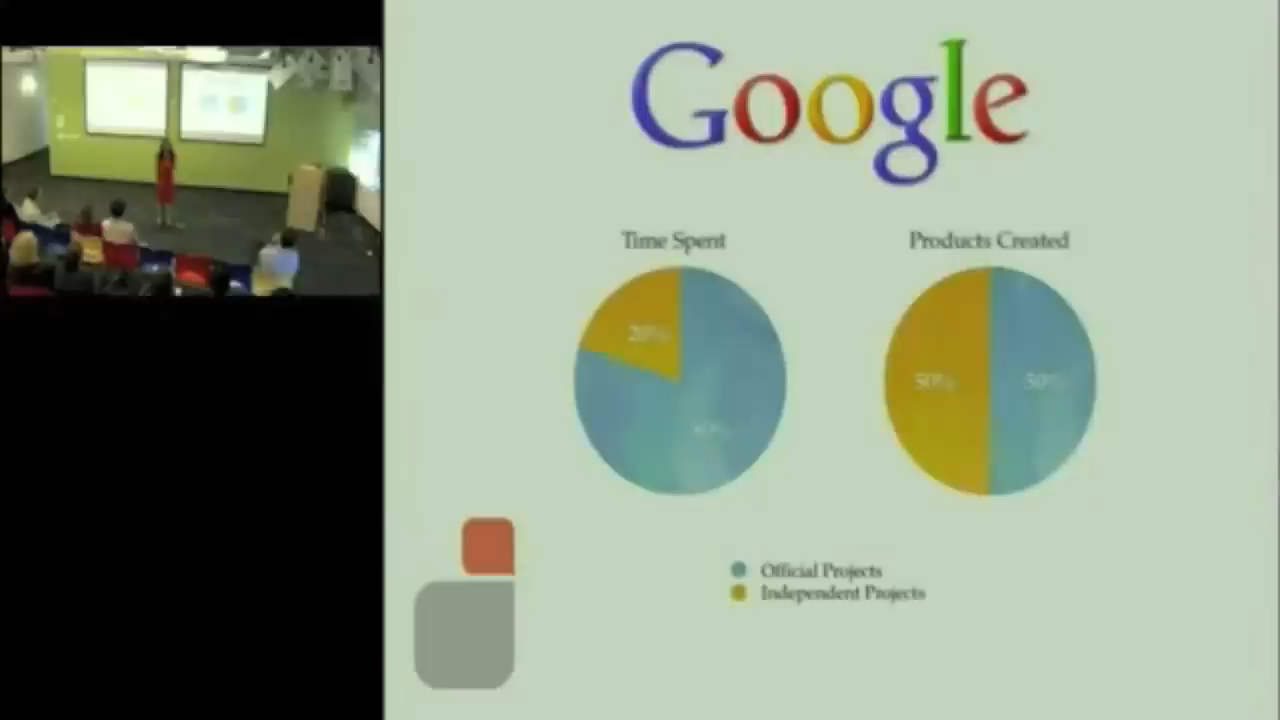 Google
Time Spent
Products Created
20%
50%
50%
Official Projects
Independent Projects